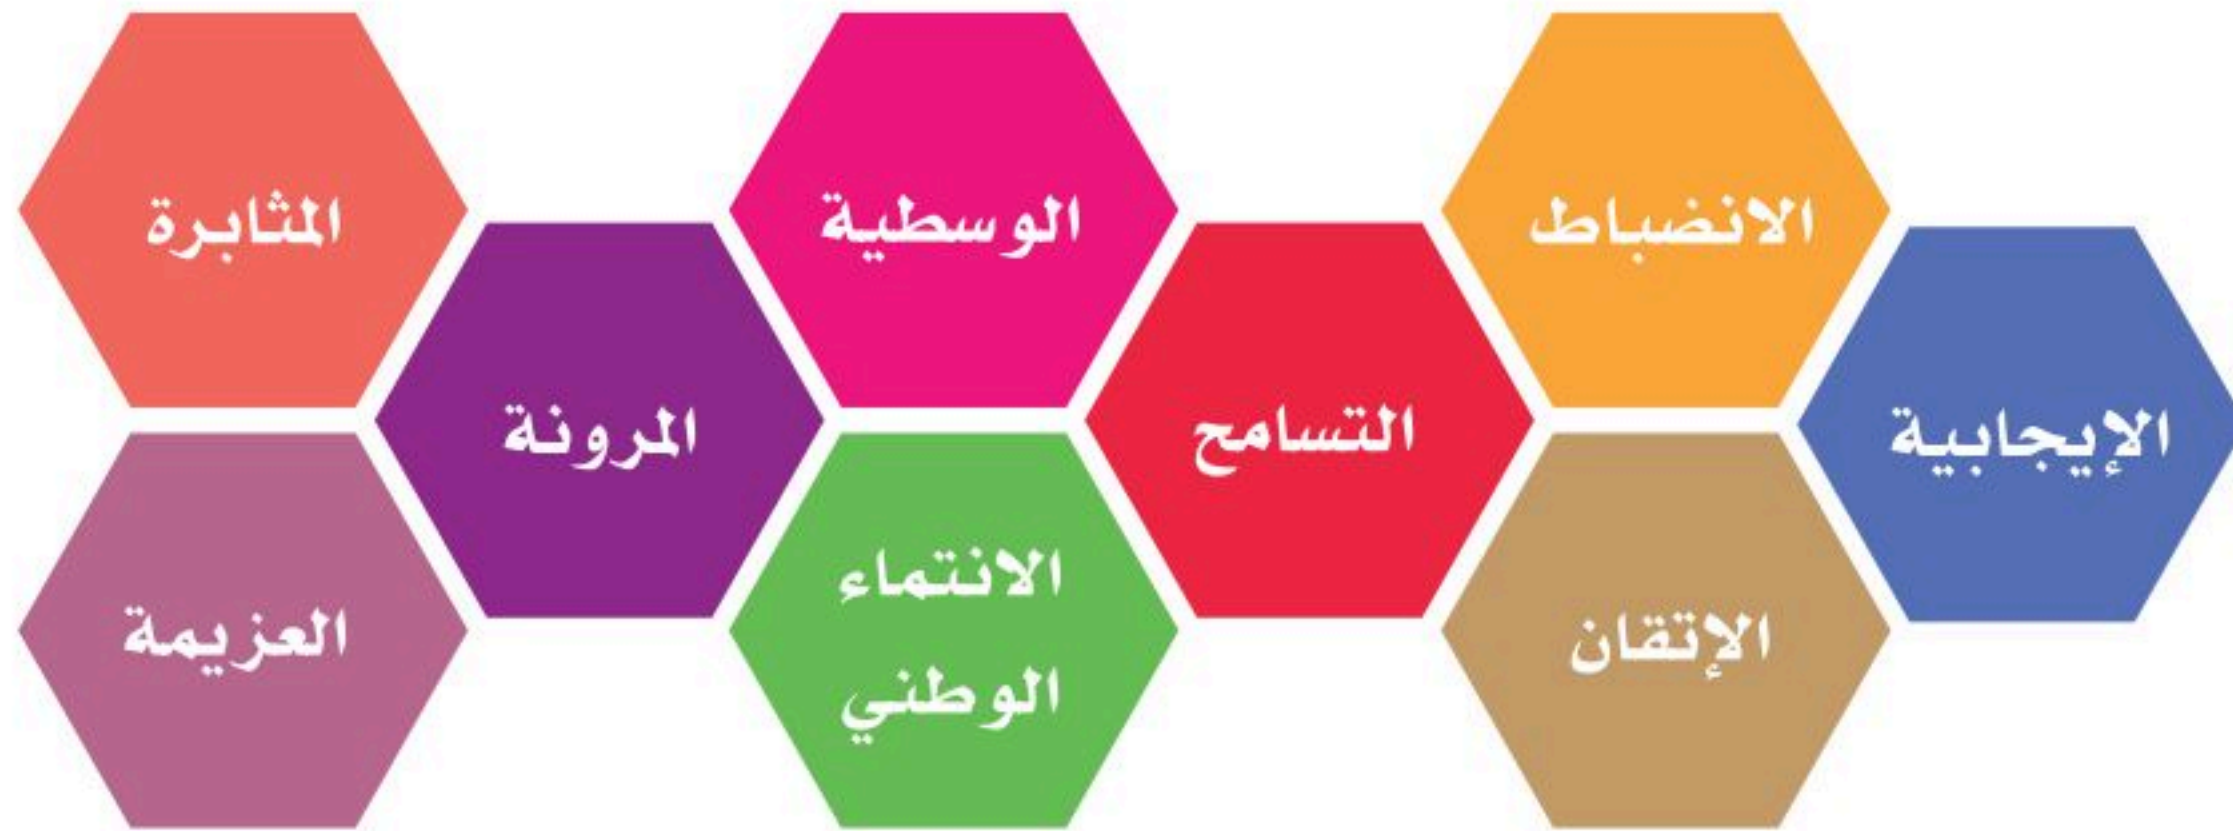 الإيجابية
الانضباط
الإتقان
التسامح
الوسطية
الانتماء
الوطني
المرونة
المثابرة
العزيمة